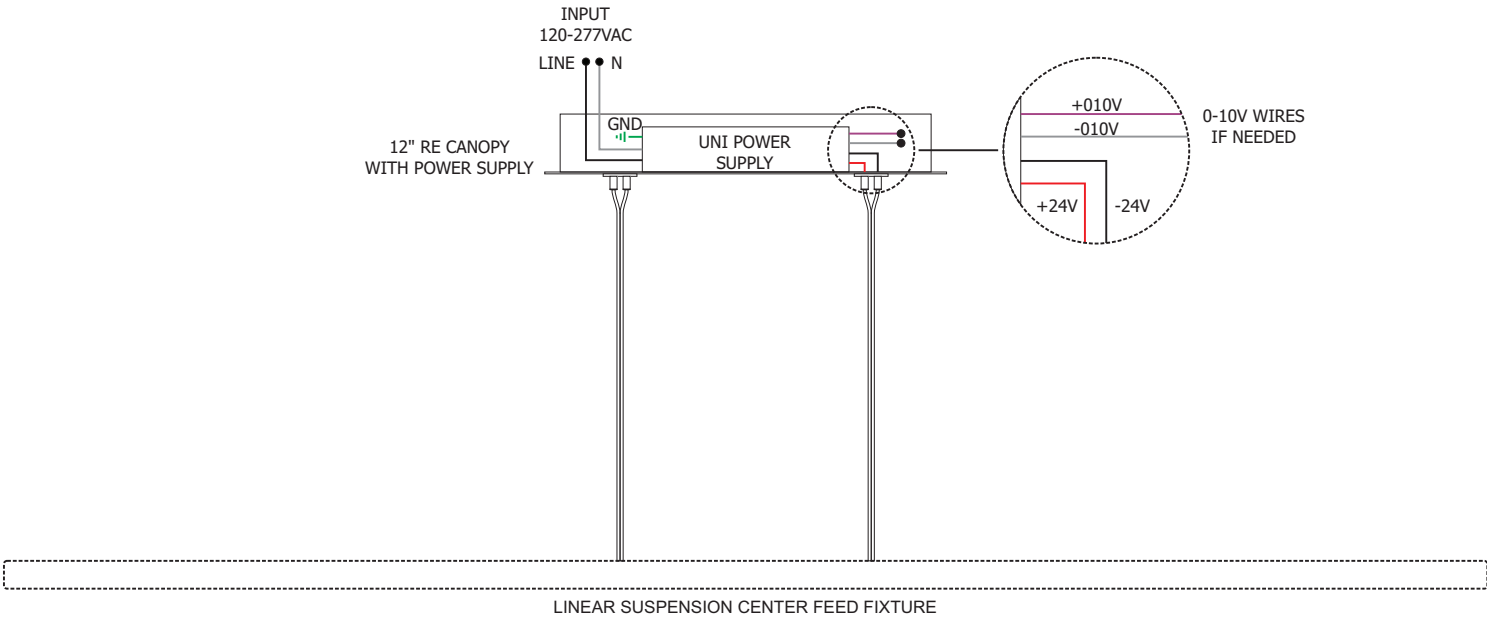 INPUT
120-277VAC
LINE
N
GND
12" RE CANOPY
WITH POWER SUPPLY
UNI POWER
SUPPLY
+010V
-010V
0-10V WIRES
IF NEEDED
+24V
-24V
LINEAR SUSPENSION CENTER FEED FIXTURE